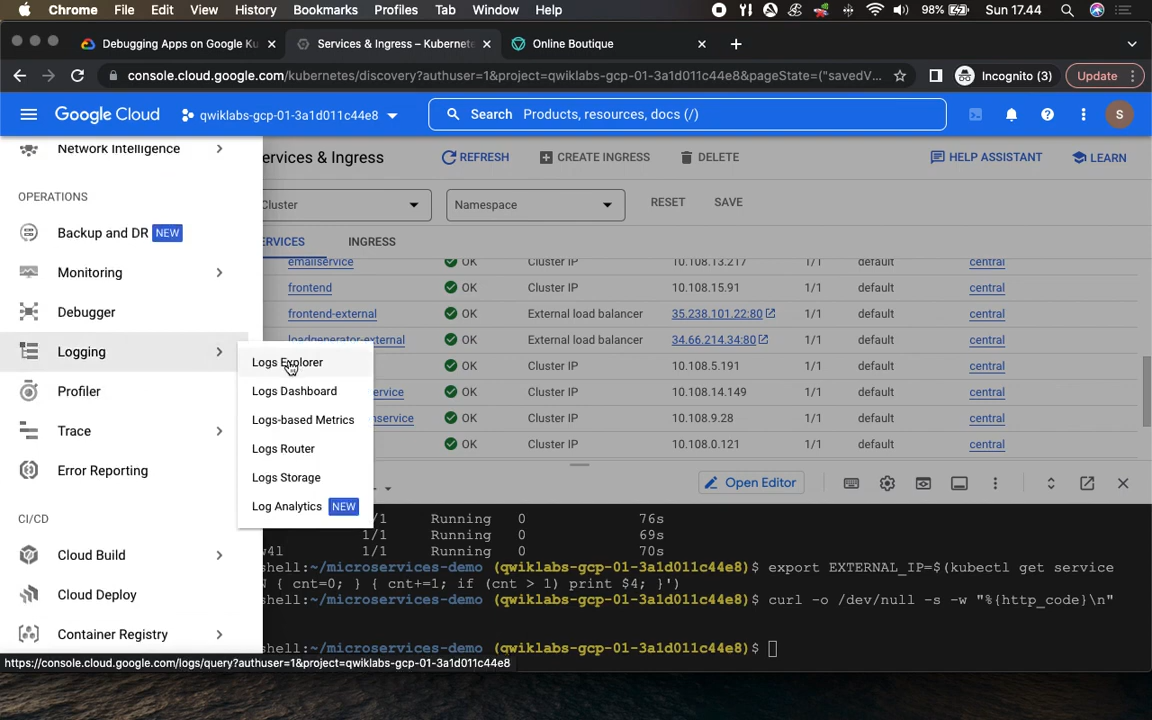 Chrome File Edit View History Bookmarks Profiles Tab Window Help 98% Sun 17.44
Debugging Apps on Google Ku Services & Ingress – Kubernete Online Boutique
console.cloud.google.com/kubernetes/discovery?authuser=1&project=qwiklabs-gcp-01-3a1d011c44e8&pageState=("savedV... Incognito (3) Update
Google Cloud qwiklabs-gcp-01-3a1d011c44e8 Search Products, resources, docs (/) S
Network Intelligence
ervices & Ingress REFRESH CREATE INGRESS DELETE HELP ASSISTANT LEARN
OPERATIONS
Cluster Namespace RESET SAVE
Backup and DR NEW
ERVICES INGRESS
emailservice OK Cluster IP 10.108.13.217 1/1 default central
Monitoring
frontend OK Cluster IP 10.108.15.91 1/1 default central
Debugger
frontend-external OK External load balancer 35.238.101.22:80 1/1 default central
loadgenerator-external OK External load balancer 34.66.214.34:80 1/1 default central
Logging
Logs Explorer
OK Cluster IP 10.108.5.191 1/1 default central
Logs Dashboard
ervice OK Cluster IP 10.108.14.149 1/1 default central
Profiler
Logs-based Metrics
nservice OK Cluster IP 10.108.9.28 1/1 default central
Trace
Logs Router
OK Cluster IP 10.108.0.121 1/1 default central
Error Reporting
Logs Storage
Open Editor
Log Analytics NEW
CI/CD
/1 Running 0 76s
1/1 Running 0 69s
w4l 1/1 Running 0 70s
Cloud Build
shell:~/microservices-demo (qwiklabs-gcp-01-3a1d011c44e8)$ export EXTERNAL_IP=$(kubectl get service
N { cnt=0; } { cnt+=1; if (cnt > 1) print $4; }')
Cloud Deploy
shell:~/microservices-demo (qwiklabs-gcp-01-3a1d011c44e8)$ curl -o /dev/null -s -w "%{http_code}\n"
Container Registry
shell:~/microservices-demo (qwiklabs-gcp-01-3a1d011c44e8)$
https://console.cloud.google.com/logs/query?authuser=1&project=qwiklabs-gcp-01-3a1d011c44e8